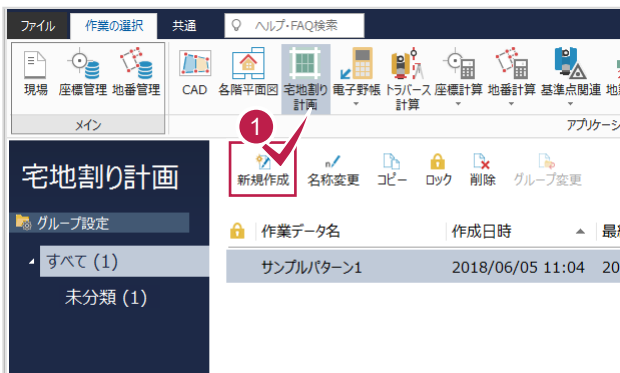 ファイル 作業の選択 共通 ヘルプ・FAQ検索
現場 座標管理 地番管理 CAD 各階平面図 宅地割り 電子野帳 トラバース 座標計算 地番計算 基準点関連
計画 計算
メイン アプリケーシ
1
宅地割り計画
新規作成 名称変更 コピー ロック 削除 グループ変更
グループ設定
作業データ名 作成日時
すべて (1)
サンプルパターン1 2018/06/05 11:04 20
未分類 (1)